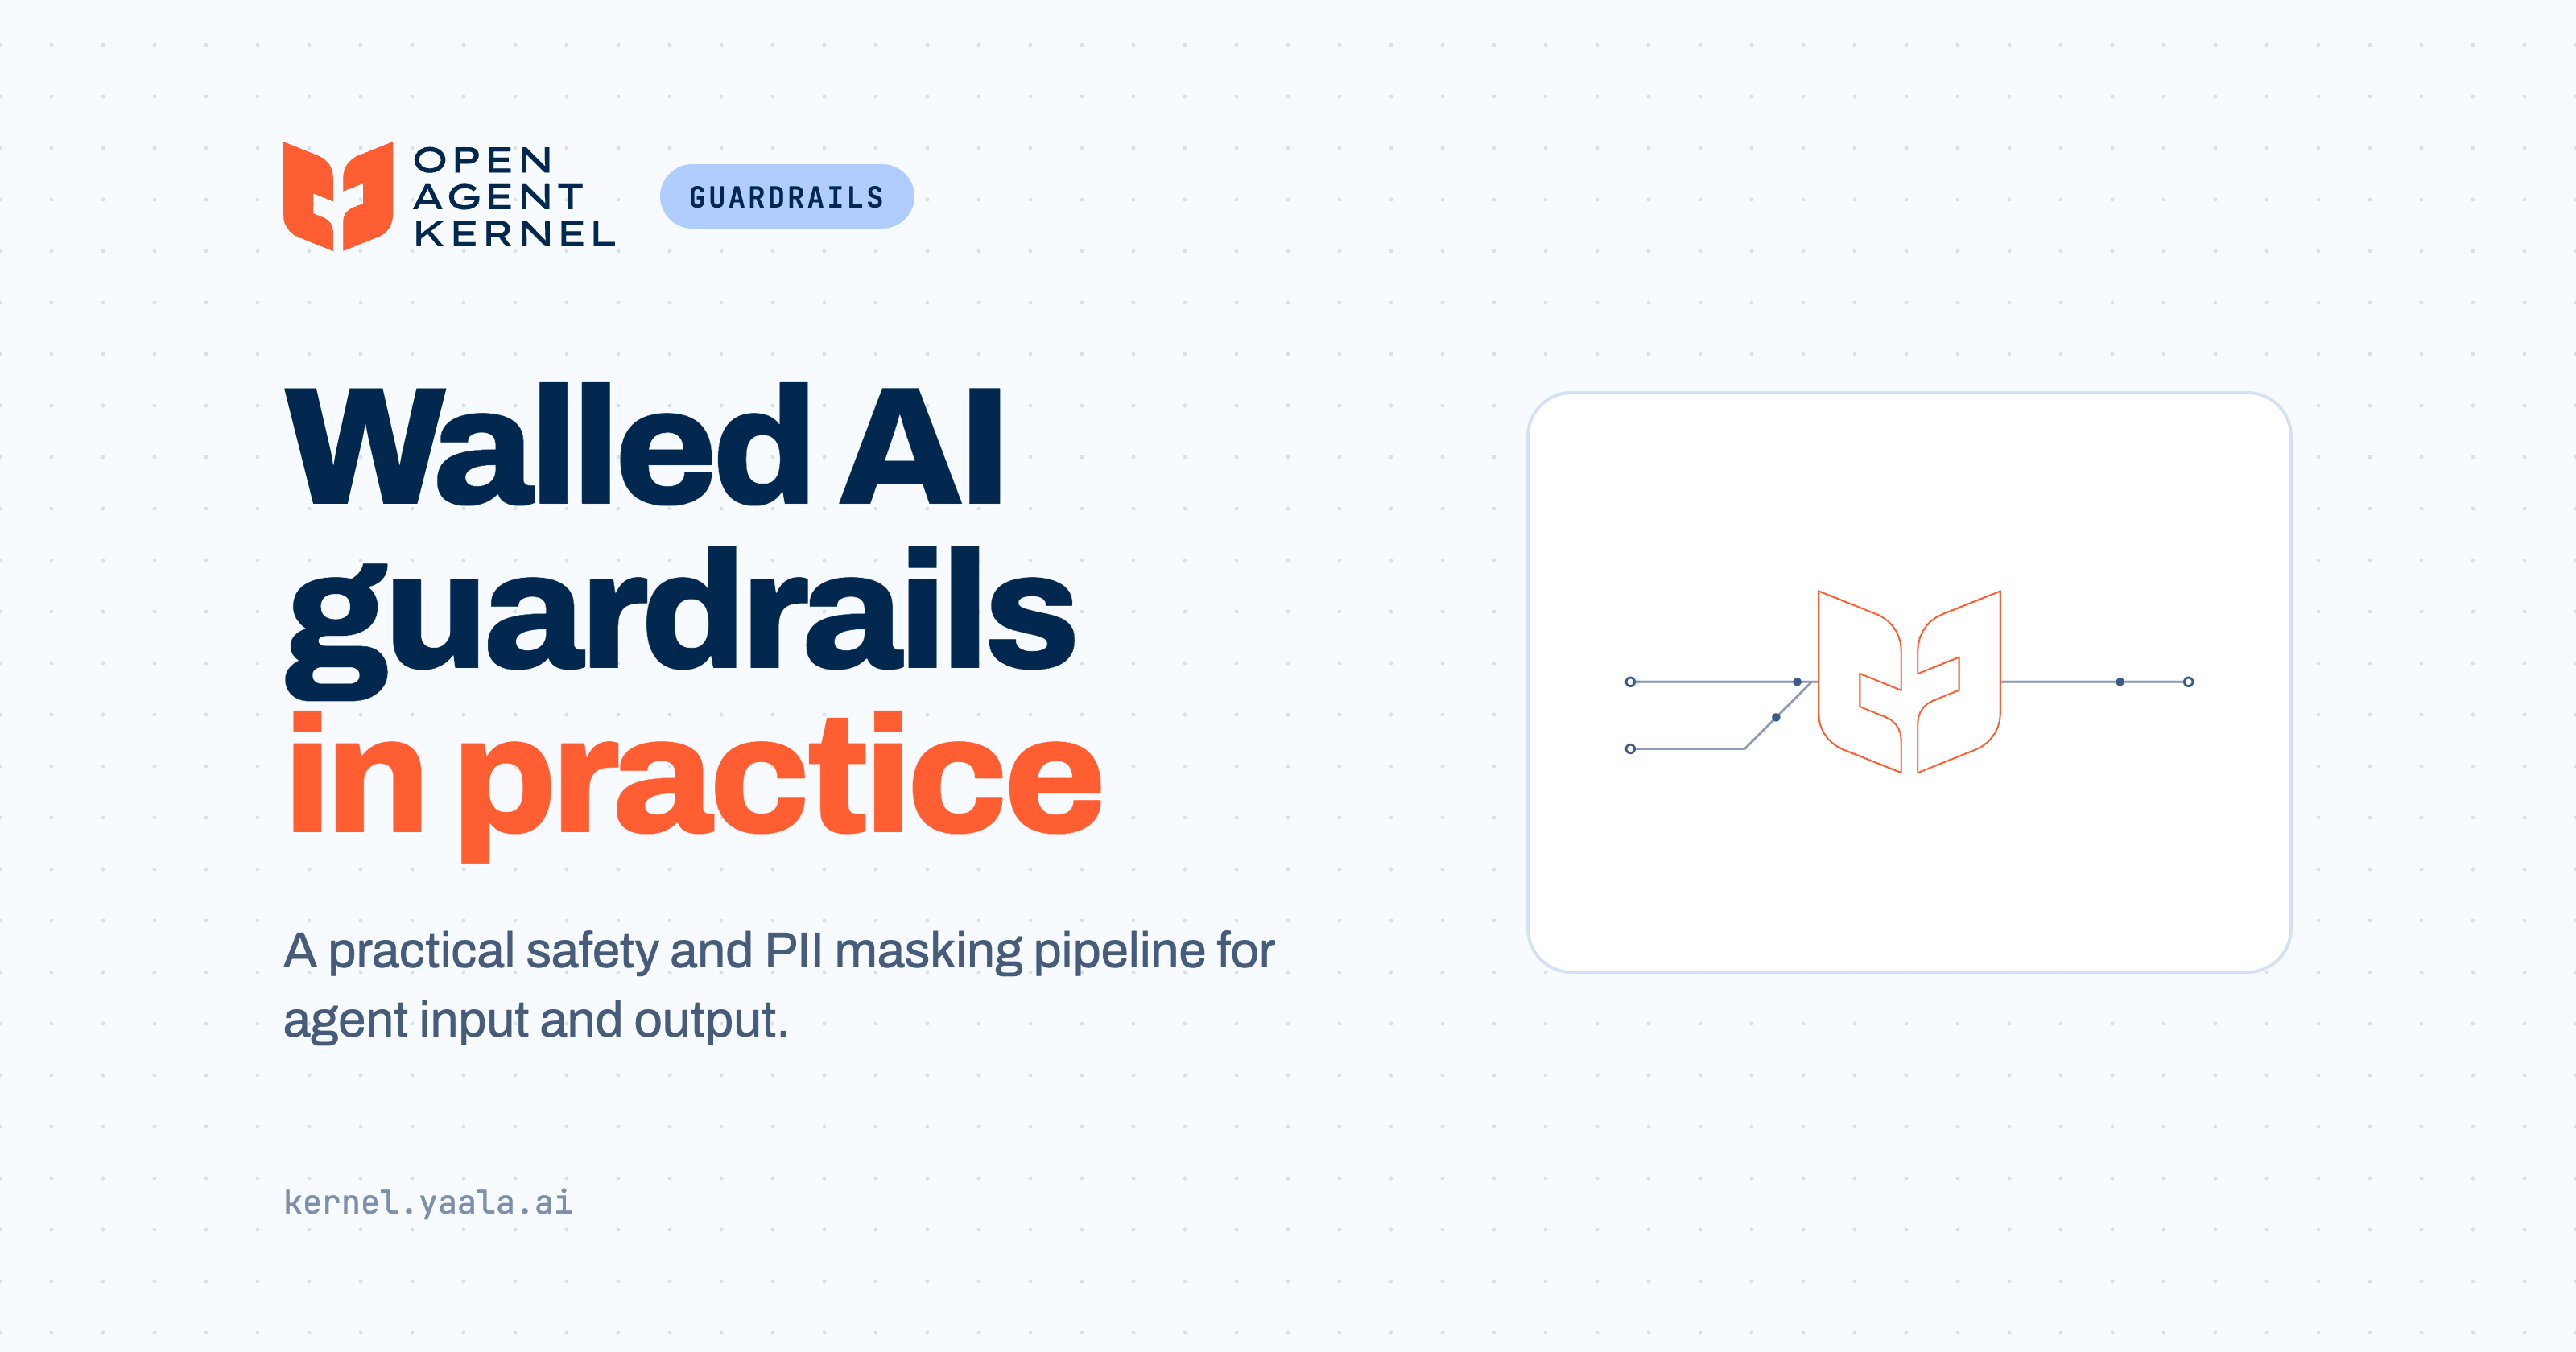 OPEN
AGENT
KERNEL
GUARDRAILS
Walled AI
guardrails
in practice
A practical safety and PII masking pipeline for
agent input and output.
kernel.yaala.ai